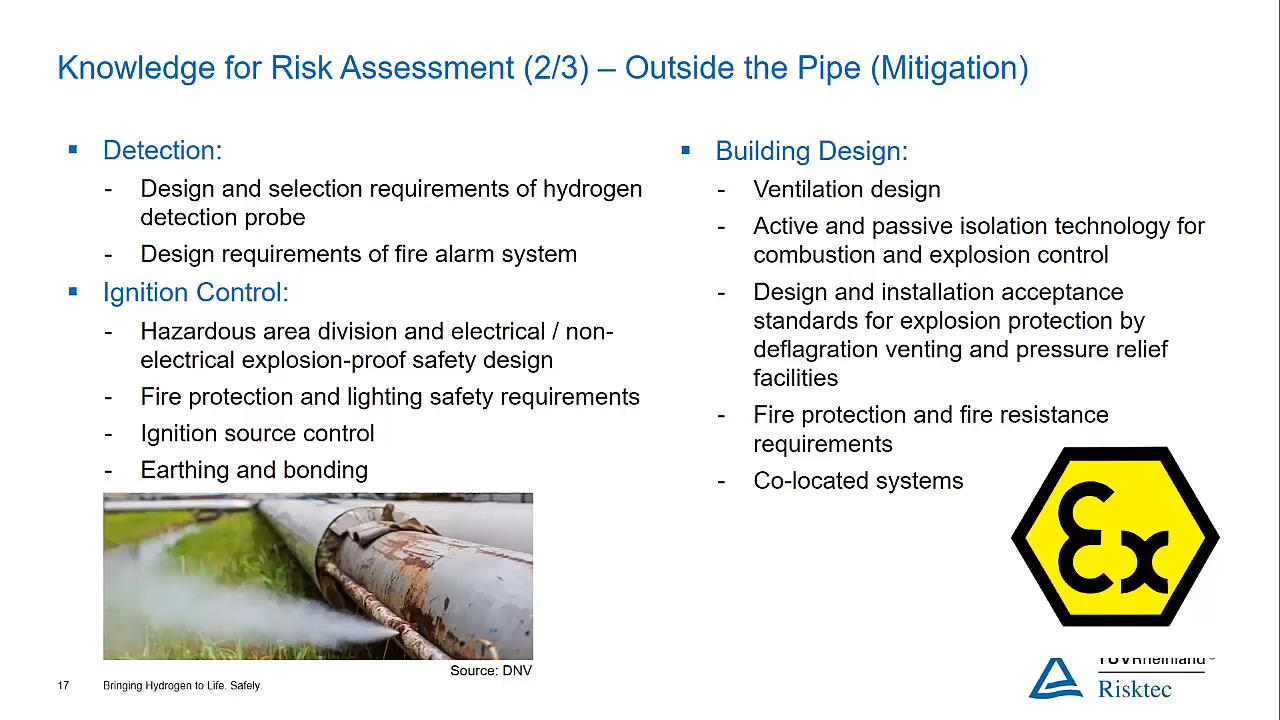 Knowledge for Risk Assessment (2/3) – Outside the Pipe (Mitigation)
▪ Detection:
- Design and selection requirements of hydrogen
detection probe
- Design requirements of fire alarm system
▪ Ignition Control:
- Hazardous area division and electrical / non-
electrical explosion-proof safety design
- Fire protection and lighting safety requirements
- Ignition source control
- Earthing and bonding
Source: DNV
▪ Building Design:
- Ventilation design
- Active and passive isolation technology for
combustion and explosion control
- Design and installation acceptance
standards for explosion protection by
deflagration venting and pressure relief
facilities
- Fire protection and fire resistance
requirements
- Co-located systems
Ex
17 Bringing Hydrogen to Life. Safely.
TÜVRheinland®
Risktec